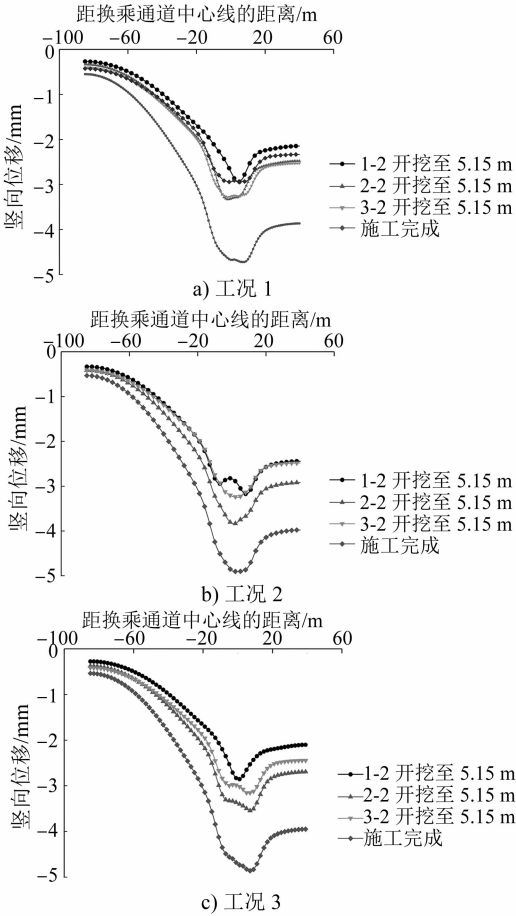 距换乘通道中心线的距离/m
-100 -60 -20 20 60
0
-1
-2
-3
-4
-5
竖向位移/mm
1-2 开挖至 5.15 m
2-2 开挖至 5.15 m
3-2 开挖至 5.15 m
施工完成
a) 工况 1
距换乘通道中心线的距离/m
-100 -60 -20 20 60
0
-1
-2
-3
-4
-5
竖向位移/mm
1-2 开挖至 5.15 m
2-2 开挖至 5.15 m
3-2 开挖至 5.15 m
施工完成
b) 工况 2
距换乘通道中心线的距离/m
-100 -60 -20 20 60
0
-1
-2
-3
-4
-5
竖向位移/mm
1-2 开挖至 5.15 m
2-2 开挖至 5.15 m
3-2 开挖至 5.15 m
施工完成
c) 工况 3